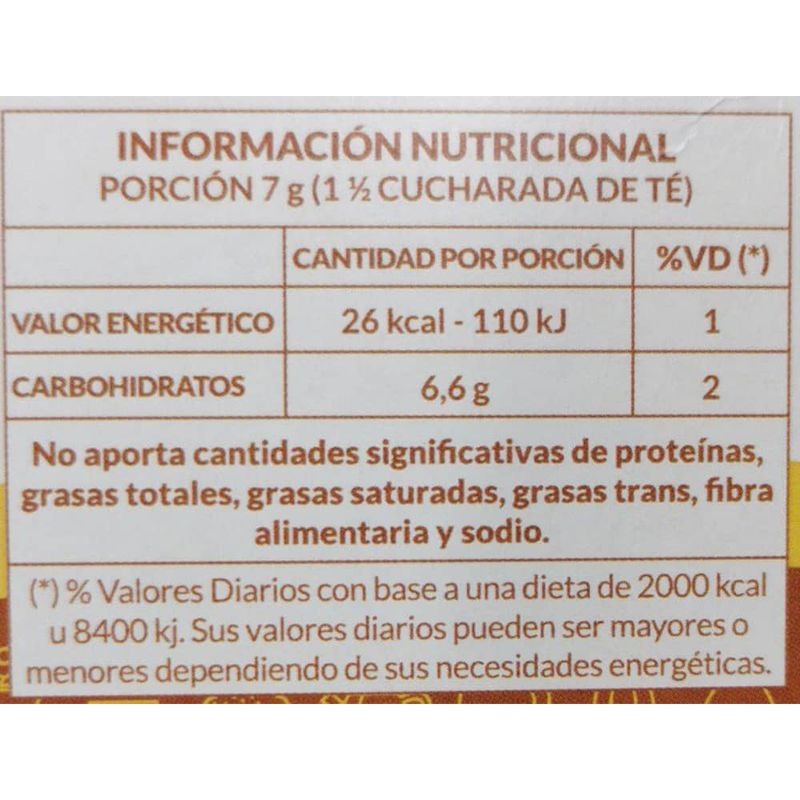 INFORMACIÓN NUTRICIONAL
PORCIÓN 7 g (1 ½ CUCHARADA DE TÉ)
CANTIDAD POR PORCIÓN %VD (*)
VALOR ENERGÉTICO 26 kcal - 110 kJ 1
CARBOHIDRATOS 6,6 g 2
No aporta cantidades significativas de proteínas,
grasas totales, grasas saturadas, grasas trans, fibra
alimentaria y sodio.
(*) % Valores Diarios con base a una dieta de 2000 kcal
u 8400 kj. Sus valores diarios pueden ser mayores o
menores dependiendo de sus necesidades energéticas.